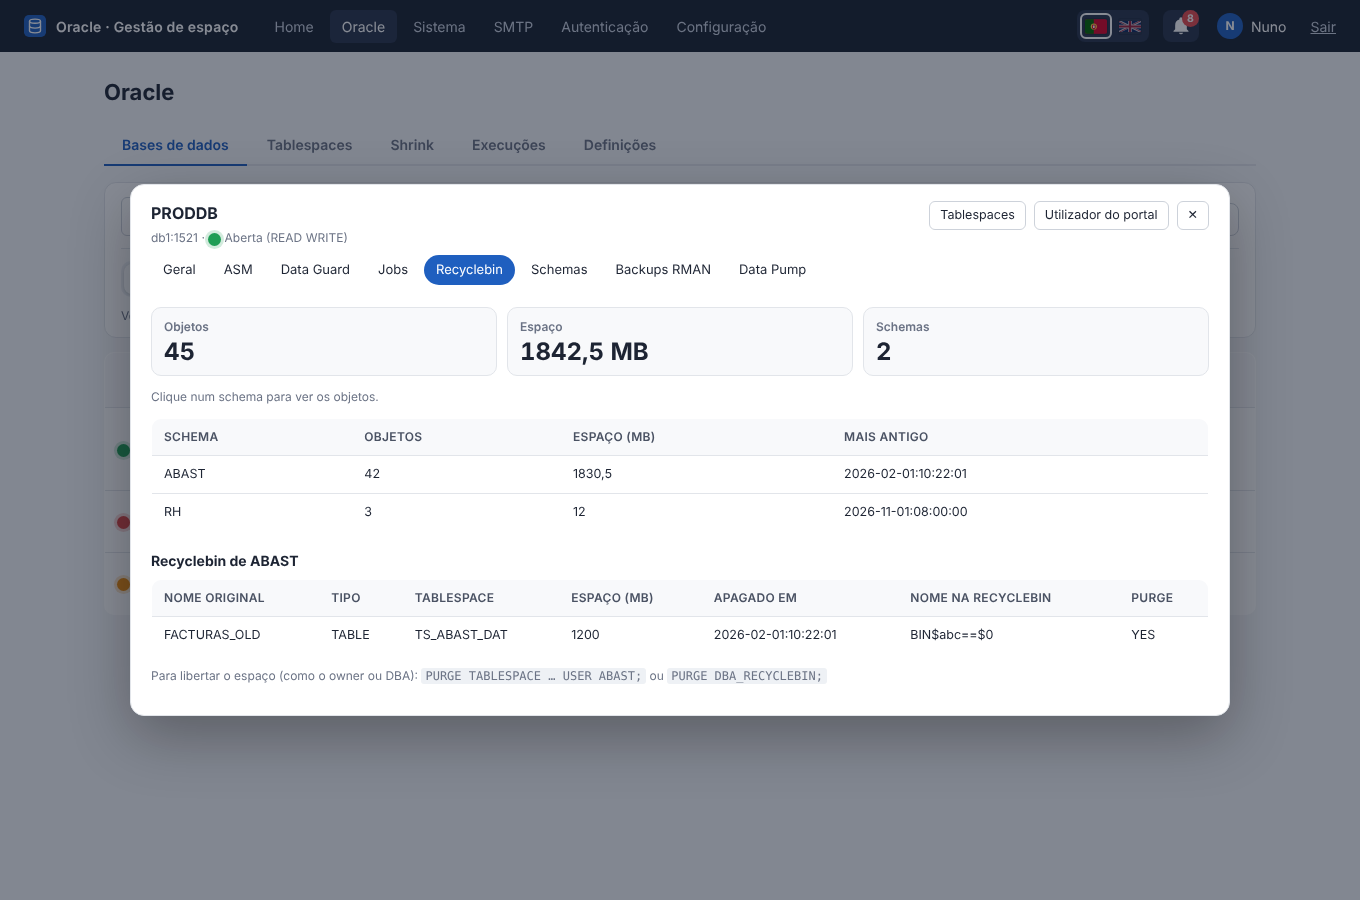 Oracle · Gestão de espaço Home Oracle Sistema SMTP Autenticação Configuração 8 N Nuno Sair
Oracle
Bases de dados Tablespaces Shrink Execuções Definições
PRODDB Tablespaces Utilizador do portal ×
db1:1521 · Aberta (READ WRITE)
Geral ASM Data Guard Jobs Recyclebin Schemas Backups RMAN Data Pump
Objetos Espaço Schemas
45 1842,5 MB 2
Clique num schema para ver os objetos.
SCHEMA OBJETOS ESPAÇO (MB) MAIS ANTIGO
ABAST 42 1830,5 2026-02-01:10:22:01
RH 3 12 2026-11-01:08:00:00
Recyclebin de ABAST
NOME ORIGINAL TIPO TABLESPACE ESPAÇO (MB) APAGADO EM NOME NA RECYCLEBIN PURGE
FACTURAS_OLD TABLE TS_ABAST_DAT 1200 2026-02-01:10:22:01 BIN$abc==$0 YES
Para libertar o espaço (como o owner ou DBA): PURGE TABLESPACE … USER ABAST; ou PURGE DBA_RECYCLEBIN;